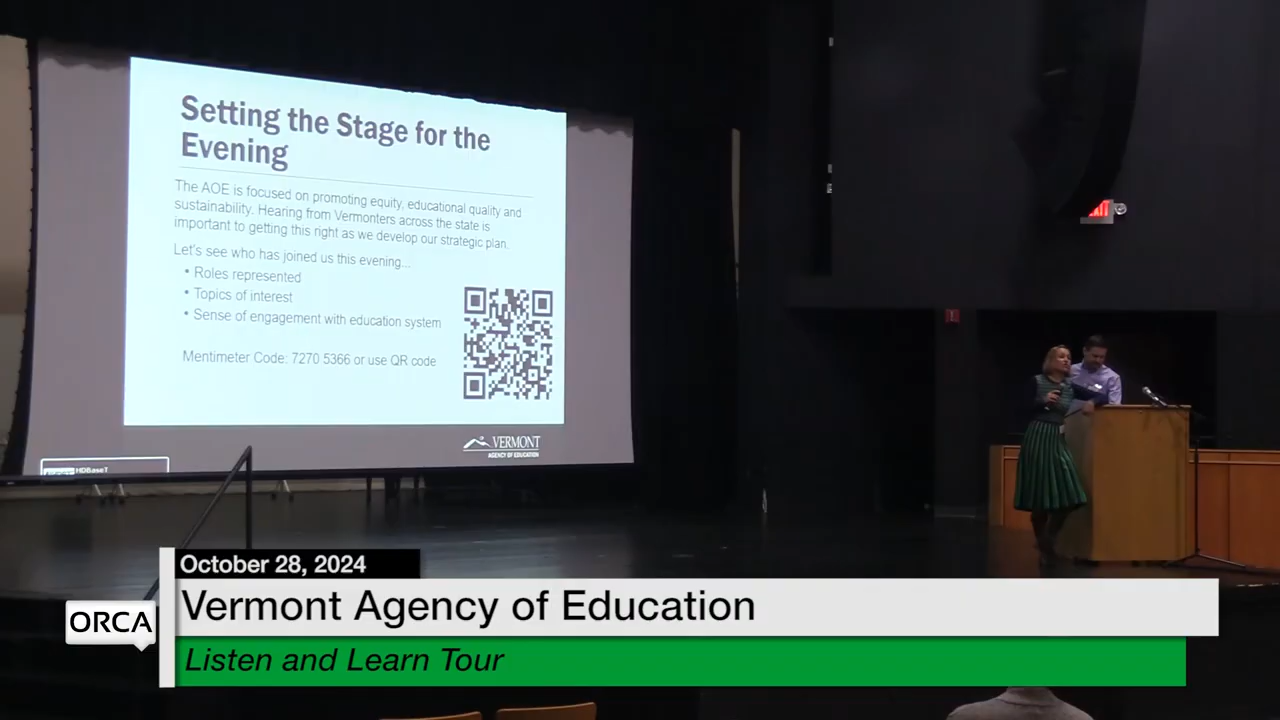 Setting the Stage for the
Evening
The AOE is focused on promoting equity, educational quality and
sustainability. Hearing from Vermonters across the state is
important to getting this right as we develop our strategic plan.
Let's see who has joined us this evening...
• Roles represented
• Topics of interest
• Sense of engagement with education system
Mentimeter Code: 7270 5366 or use QR code
VERMONT
AGENCY OF EDUCATION
HDBaseT
EXIT
October 28, 2024
Vermont Agency of Education
ORCA
Listen and Learn Tour